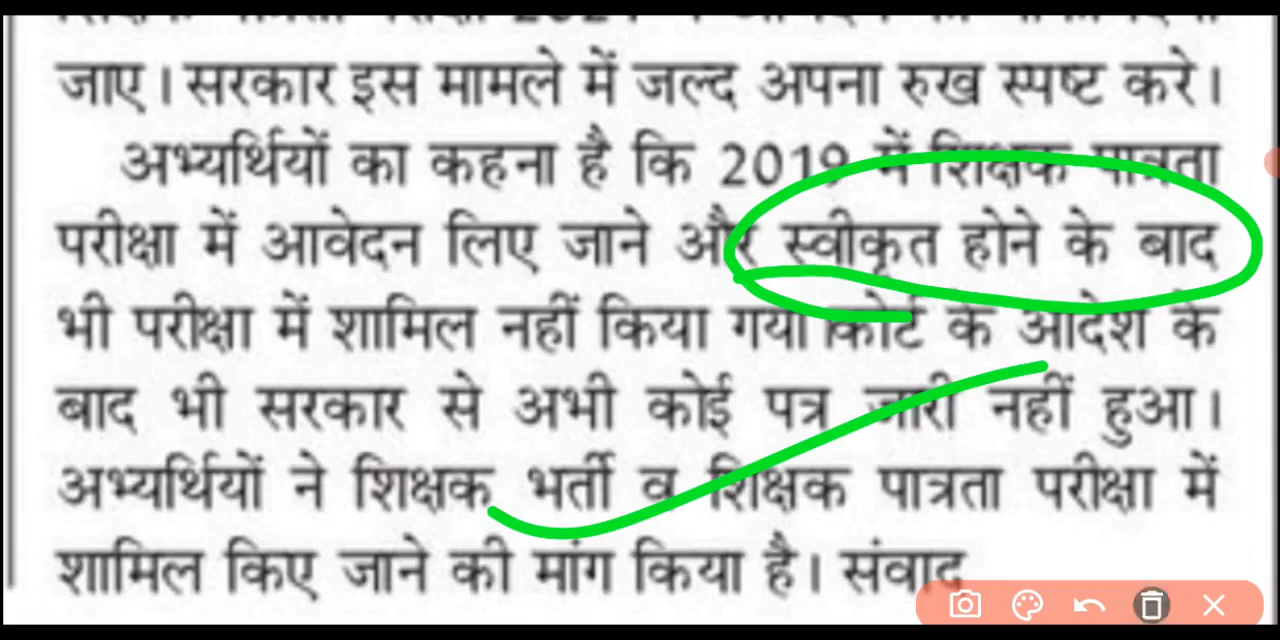 जाए। सरकार इस मामले में जल्द अपना रुख स्पष्ट करे।
अभ्यर्थियों का कहना है कि 2019 में शिक्षक पात्रता
परीक्षा में आवेदन लिए जाने और स्वीकृत होने के बाद
भी परीक्षा में शामिल नहीं किया गया कोर्ट के आदेश के
बाद भी सरकार से अभी कोई पत्र जारी नहीं हुआ।
अभ्यर्थियों ने शिक्षक भर्ती व शिक्षक पात्रता परीक्षा में
शामिल किए जाने की मांग किया है। संवाद